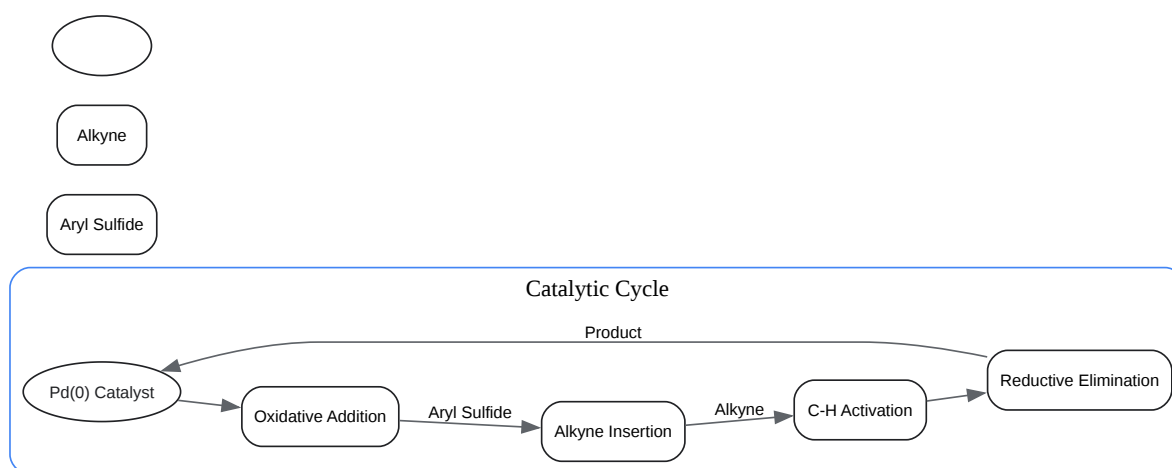 Alkyne
Aryl Sulfide
Catalytic Cycle
Product
Pd(0) Catalyst
Oxidative Addition
Aryl Sulfide
Alkyne Insertion
Alkyne
C-H Activation
Reductive Elimination